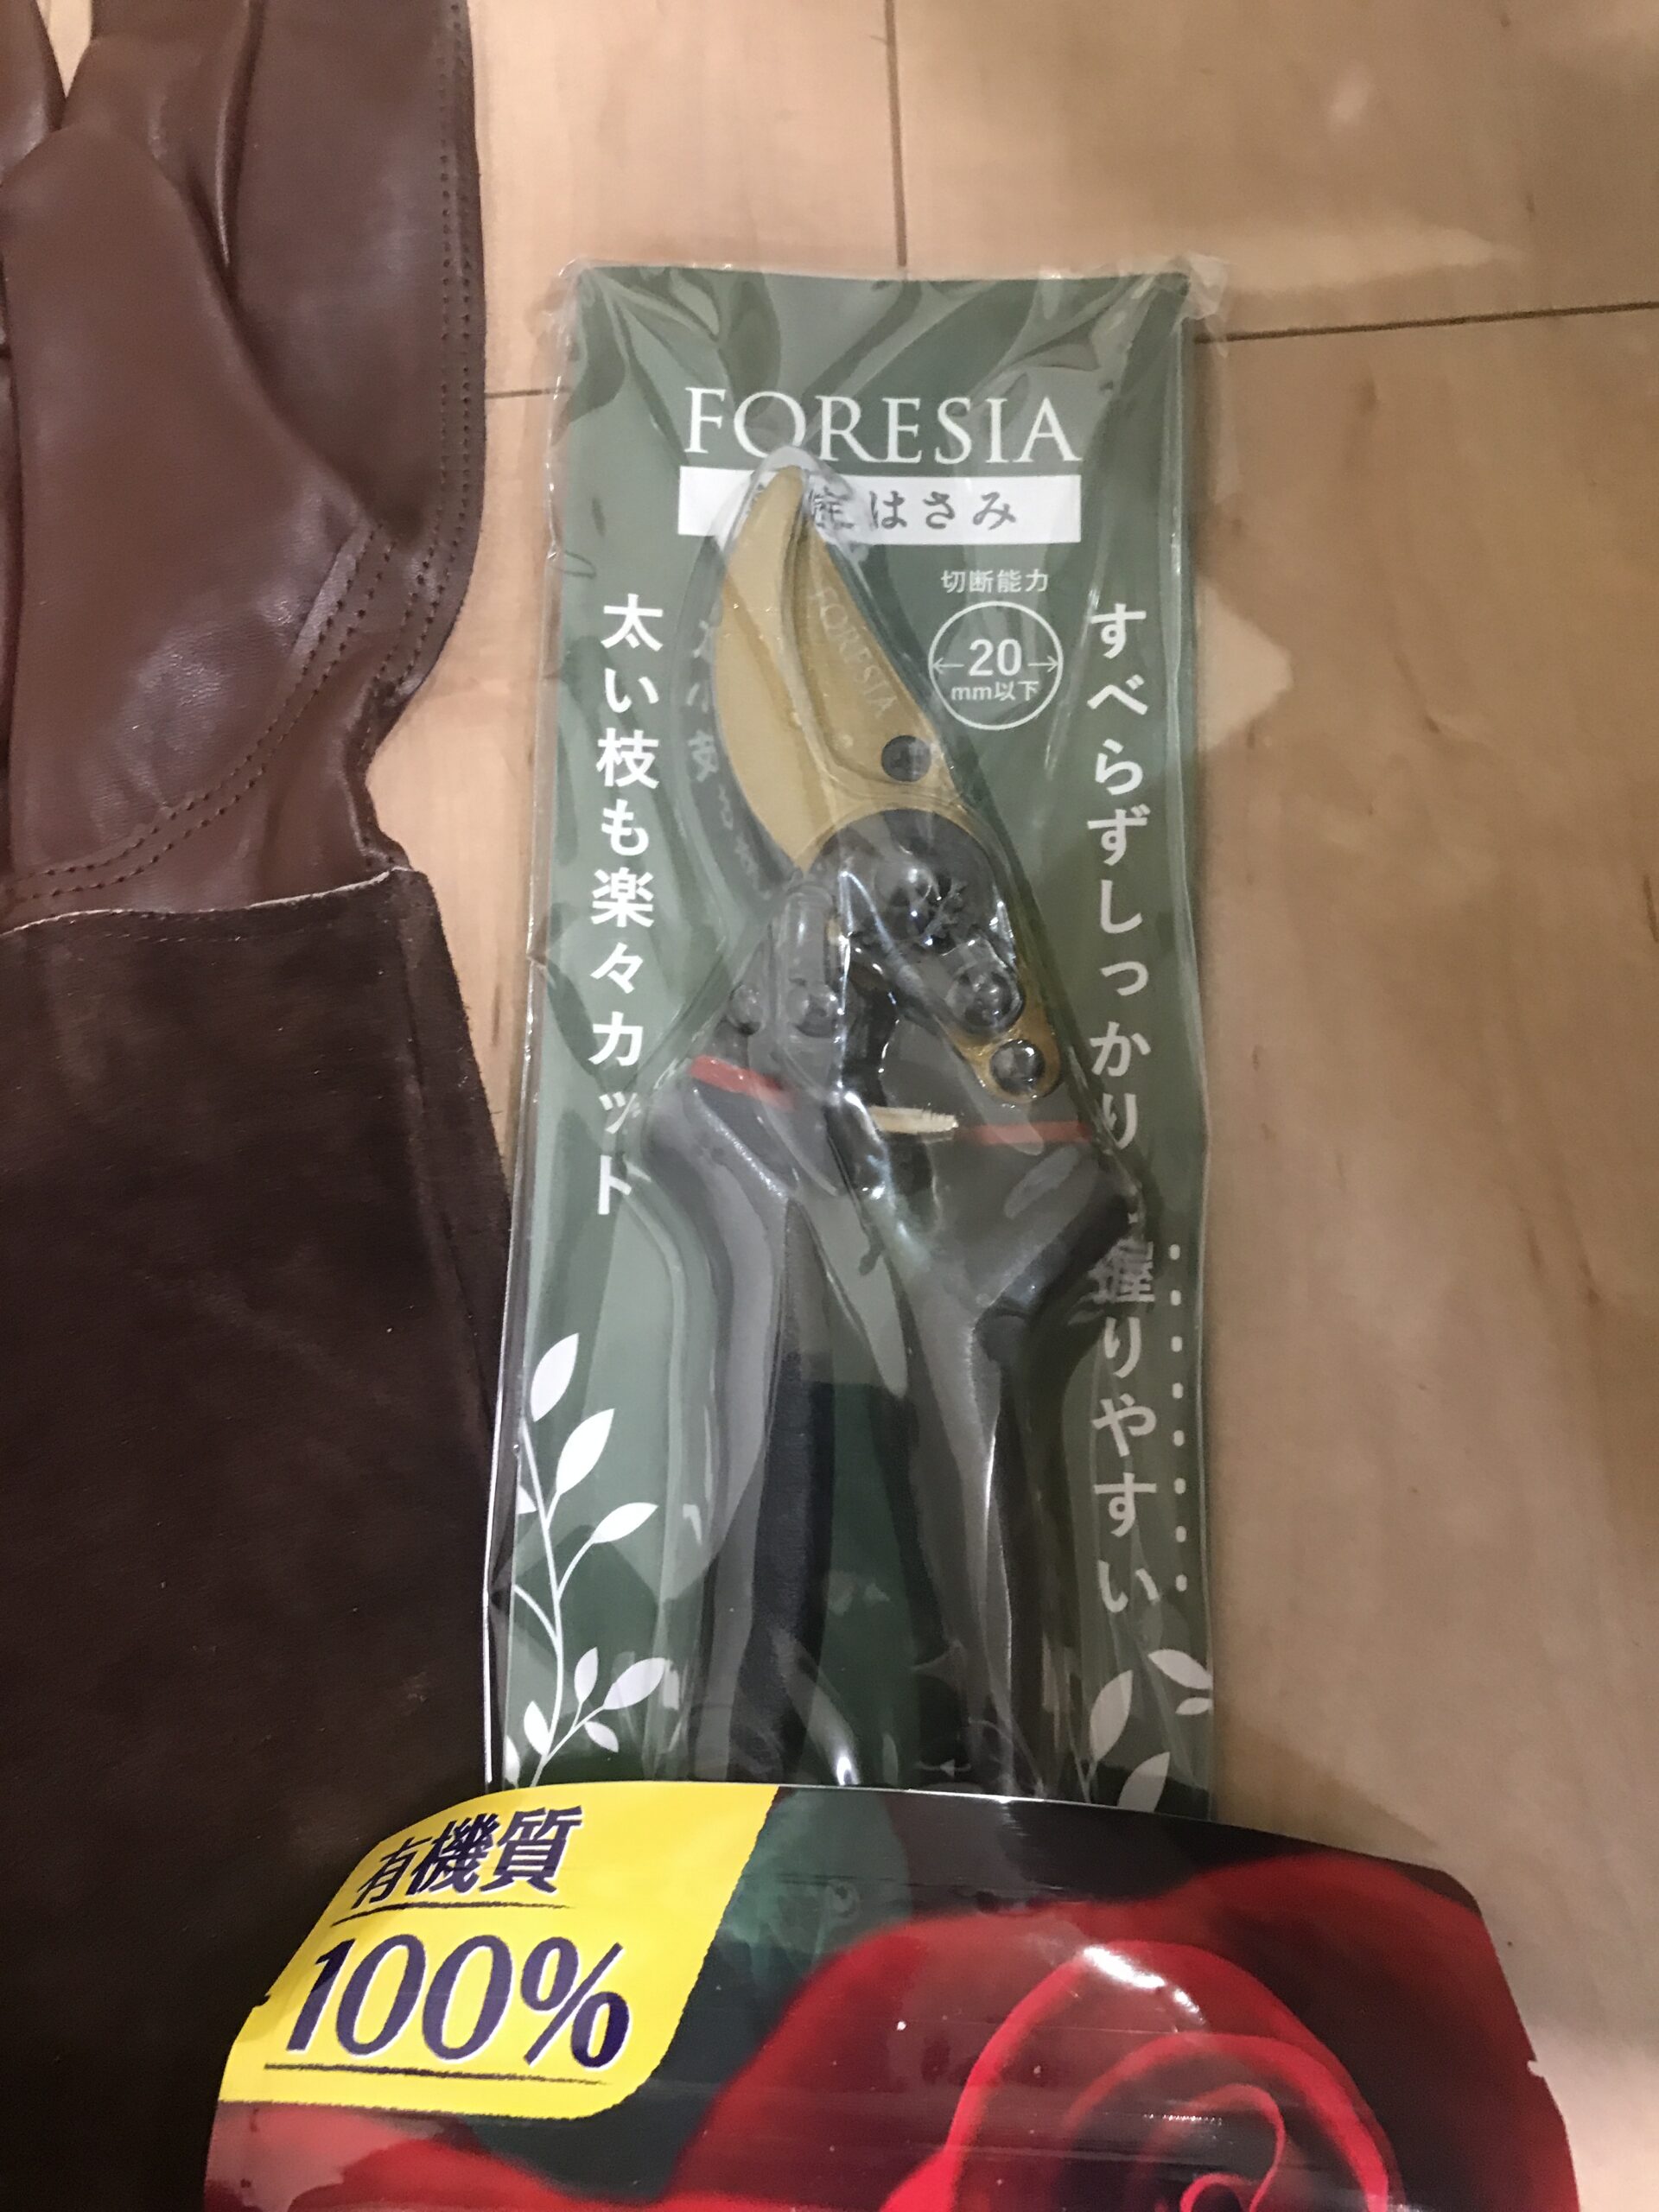 FORESIA
定はさみ
切断能力
20
mm以下
すべらずしっかり握りやすい
太い枝も楽々カット
FORESIA
有機質
100%